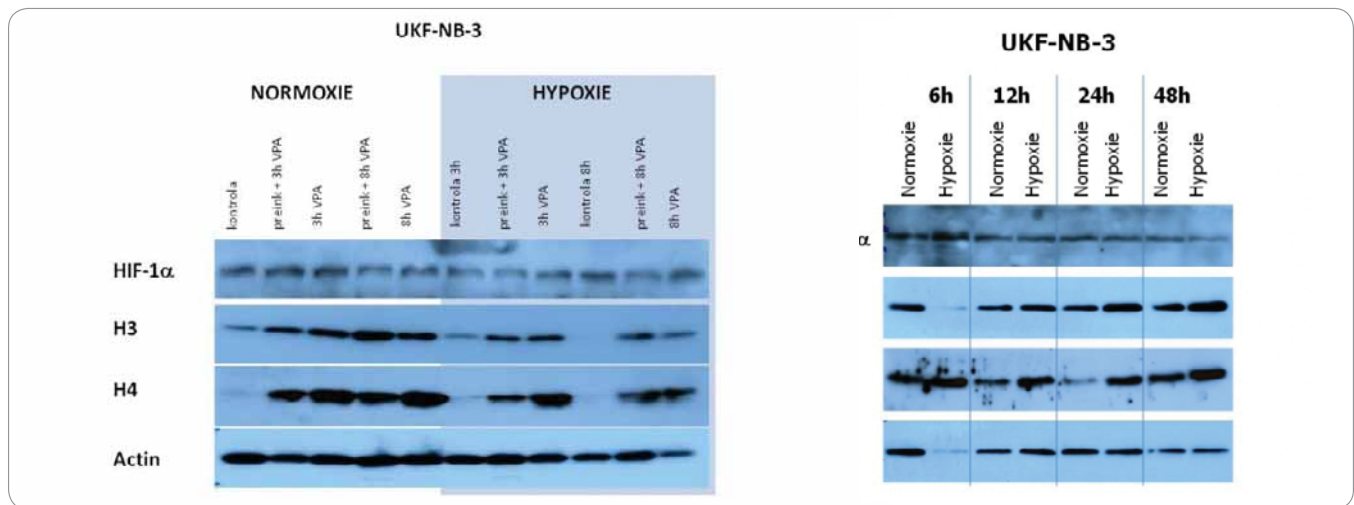 UKF-NB-3
NORMOXIE
HYPOXIE
kontrola
preink + 3h VPA
3h VPA
preink + 8h VPA
8h VPA
kontrola 3h
preink + 3h VPA
3h VPA
kontrola 8h
preink + 8h VPA
8h VPA
HIF-1α
H3
H4
Actin
UKF-NB-3
6h 12h 24h 48h
Normoxie
Hypoxie
Normoxie
Hypoxie
Normoxie
Hypoxie
Normoxie
Hypoxie
α